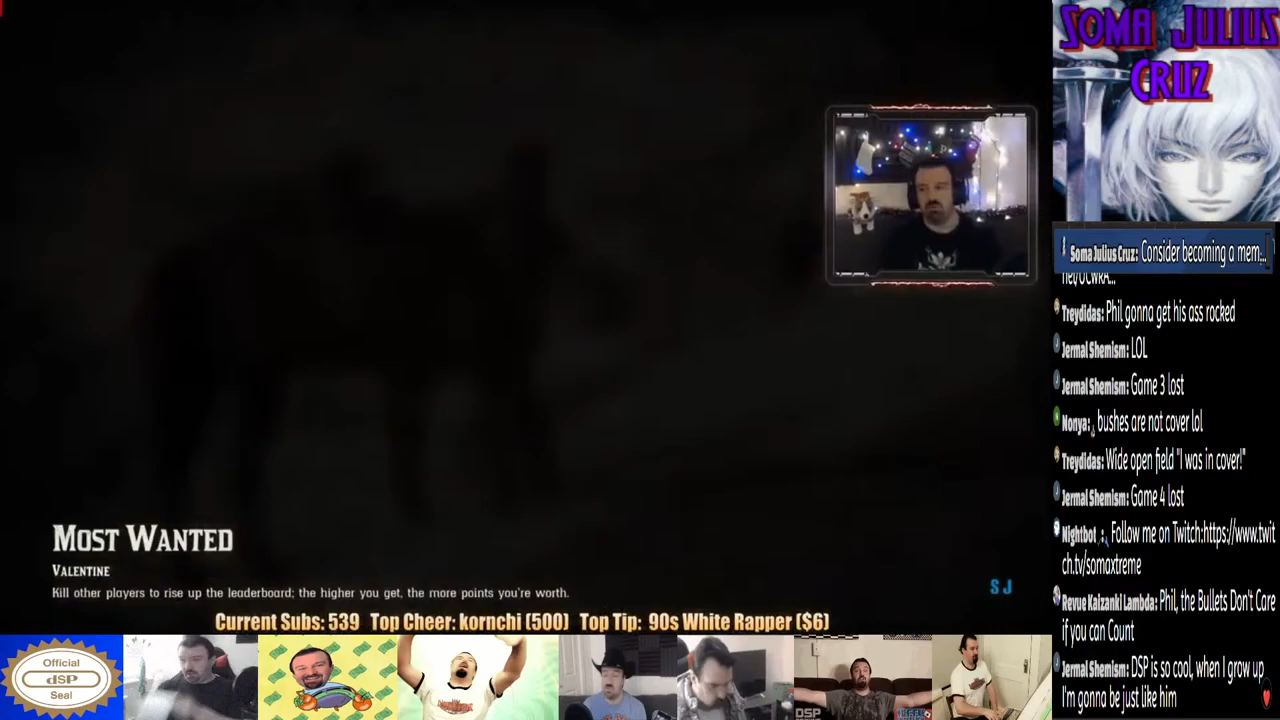 SOMA JULIUS
CRUZ
Soma Julius Cruz: Consider becoming a mem...
net/UCWRA...
Treydidas: Phil gonna get his ass rocked
Jermal Shemism: LOL
Jermal Shemism: Game 3 lost
Nonya: bushes are not cover lol
Treydidas: Wide open field "I was in cover!"
Jermal Shemism: Game 4 lost
Nightbot: Follow me on Twitch:https://www.twit
ch.tv/somaxtreme
Revue Kaizanki Lambda: Phil, the Bullets Don't Care
if you can Count
Jermal Shemism: DSP is so cool, when I grow up
I'm gonna be just like him
MOST WANTED
VALENTINE
Kill other players to rise up the leaderboard; the higher you get, the more points you're worth.
SJ
Current Subs: 539 Top Cheer: kornchi (500) Top Tip: 90s White Rapper ($6)
Official
dSP
Seal
DSP